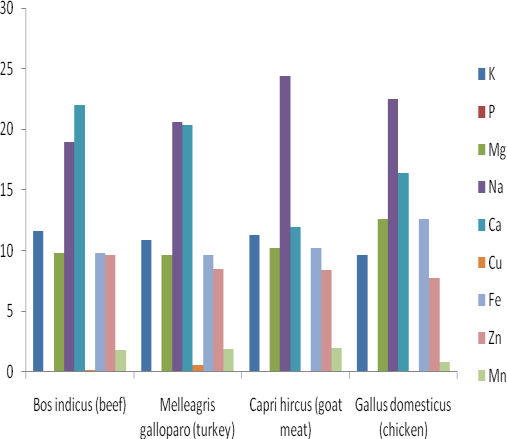 30
25
20
15
10
5
0
K
P
Mg
Na
Ca
Cu
Fe
Zn
Mn
Bos indicus (beef)
Melleagris
galloparo (turkey)
Capri hircus (goat
meat)
Gallus domesticus
(chicken)